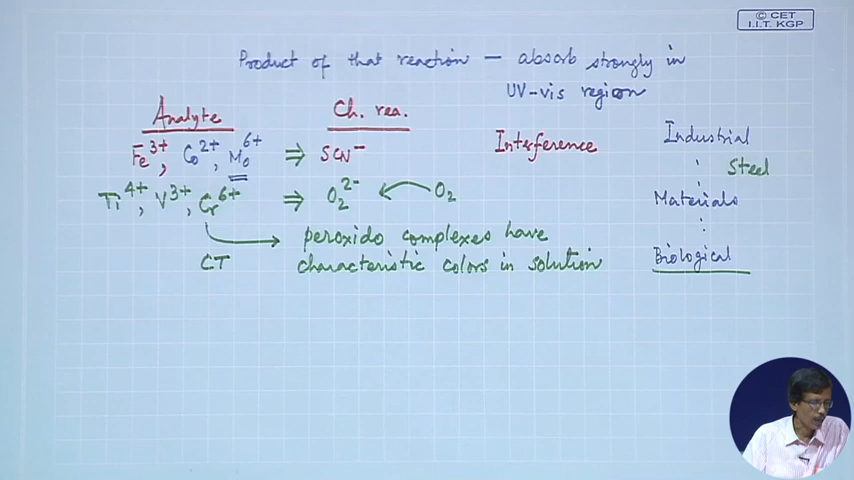 © CET
I.I.T. KGP
Product of that reaction — absorb strongly in
UV-vis region
Analyte Ch. rea.
Fe³⁺, Co²⁺, Mo⁶⁺ ⇒ SCN⁻ Interference Industrial
Steel
Ti⁴⁺, V³⁺, Cr⁶⁺ ⇒ O₂²⁻ O₂ Materials
peroxido complexes have
CT characteristic colors in solution Biological